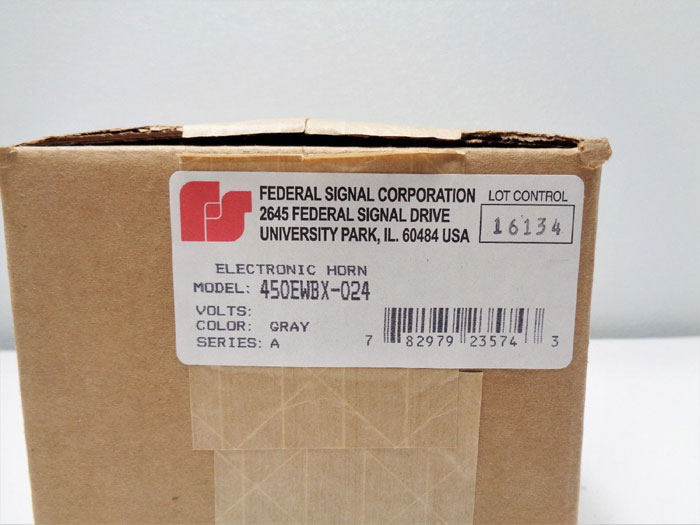 FEDERAL SIGNAL CORPORATION
2645 FEDERAL SIGNAL DRIVE
UNIVERSITY PARK, IL. 60484 USA
LOT CONTROL
16134
ELECTRONIC HORN
MODEL: 450EWBX-024
VOLTS:
COLOR: GRAY
SERIES: A
7 82979 23574 3